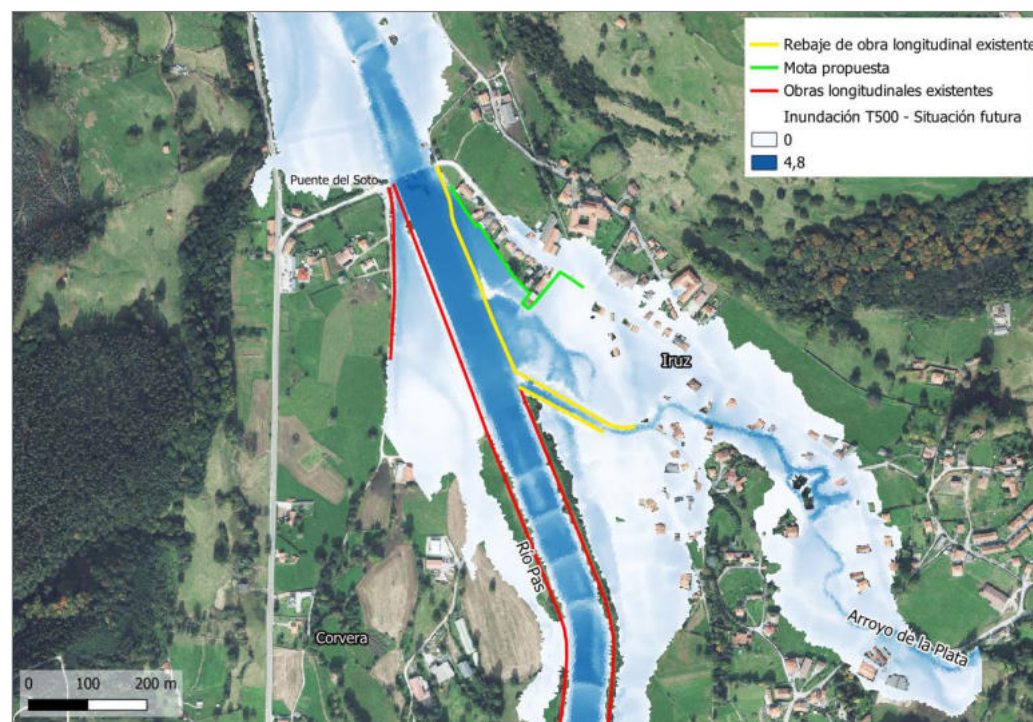 Rebaje de obra longitudinal existente
Mota propuesta
Obras longitudinales existentes
Inundación T500 - Situación futura
0
4,8
Puente del Soto
Iruz
Río Pas
Corvera
Arroyo de la Plata
0 100 200 m